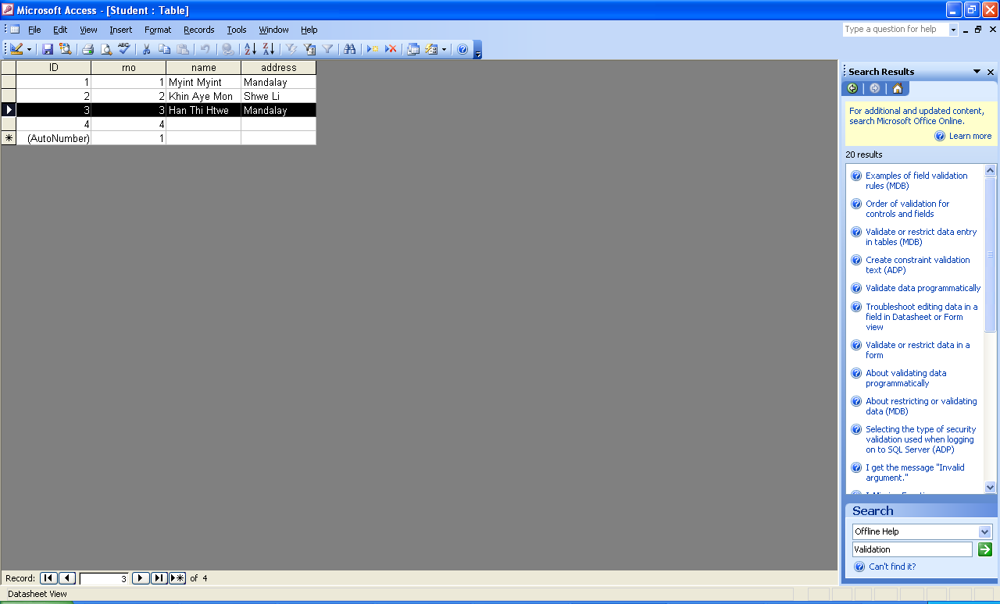 Microsoft Access - [Student : Table]
File Edit View Insert Format Records Tools Window Help
Type a question for help
ID rno name address
1 1 Myint Myint Mandalay
2 2 Khin Aye Mon Shwe Li
3 3 Han Thi Htwe Mandalay
4 4
(AutoNumber) 1
Search Results
For additional and updated content,
search Microsoft Office Online.
Learn more
20 results
Examples of field validation
rules (MDB)
Order of validation for
controls and fields
Validate or restrict data entry
in tables (MDB)
Create constraint validation
text (ADP)
Validate data programmatically
Troubleshoot editing data in a
field in Datasheet or Form
view
Validate or restrict data in a
form
About validating data
programmatically
About restricting or validating
data (MDB)
Selecting the type of security
validation used when logging
on to SQL Server (ADP)
I get the message "Invalid
argument."
Search
Offline Help
Validation
Can't find it?
Record: 3 of 4
Datasheet View